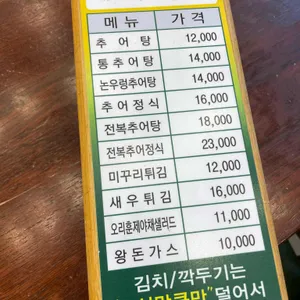 메뉴 가격
추어탕 12,000
통추어탕 14,000
논우렁추어탕 14,000
추어정식 16,000
전복추어탕 18,000
전복추어정식 23,000
미꾸리튀김 12,000
새우튀김 16,000
오리훈제야채샐러드 11,000
왕돈가스 10,000
김치/깍두기는
덜어서